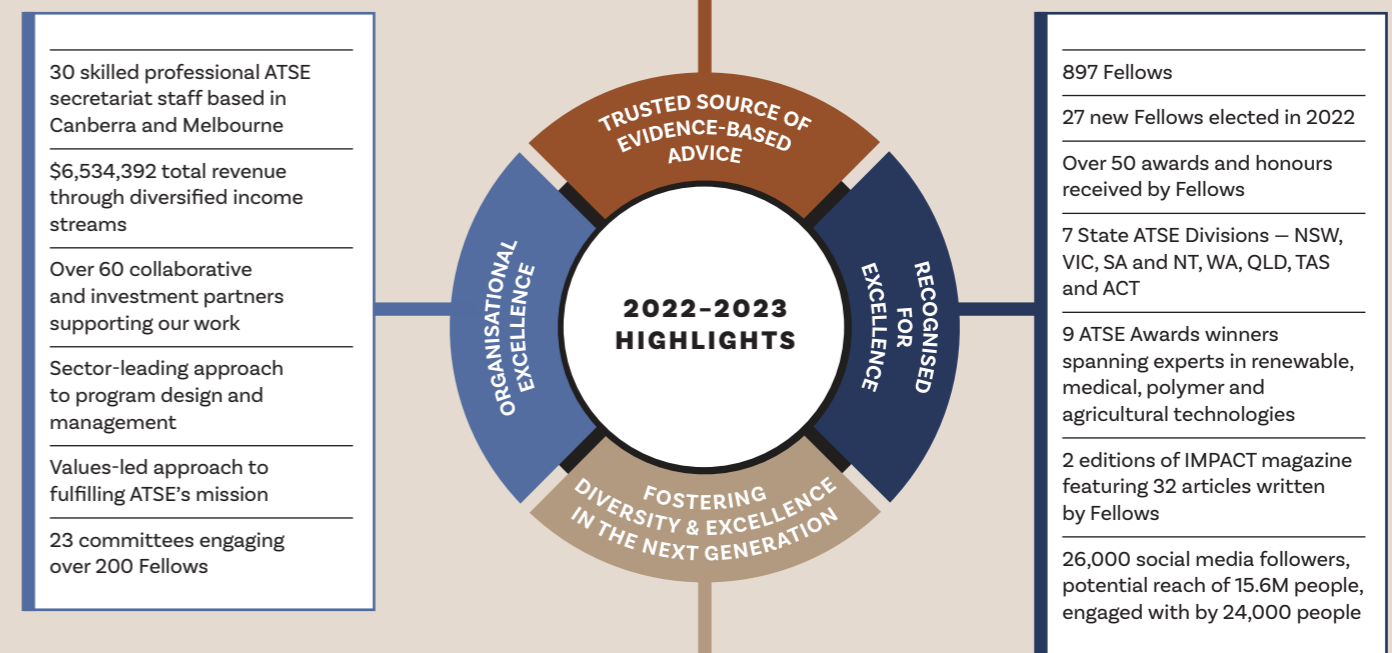 30 skilled professional ATSE
secretariat staff based in
Canberra and Melbourne
$6,534,392 total revenue
through diversified income
streams
Over 60 collaborative
and investment partners
supporting our work
Sector-leading approach
to program design and
management
Values-led approach to
fulfilling ATSE’s mission
23 committees engaging
over 200 Fellows
TRUSTED SOURCE OF
EVIDENCE-BASED
ADVICE
ORGANISATIONAL
EXCELLENCE
2022–2023
HIGHLIGHTS
RECOGNISED
FOR
EXCELLENCE
FOSTERING
DIVERSITY & EXCELLENCE
IN THE NEXT GENERATION
897 Fellows
27 new Fellows elected in 2022
Over 50 awards and honours
received by Fellows
7 State ATSE Divisions — NSW,
VIC, SA and NT, WA, QLD, TAS
and ACT
9 ATSE Awards winners
spanning experts in renewable,
medical, polymer and
agricultural technologies
2 editions of IMPACT magazine
featuring 32 articles written
by Fellows
26,000 social media followers,
potential reach of 15.6M people,
engaged with by 24,000 people